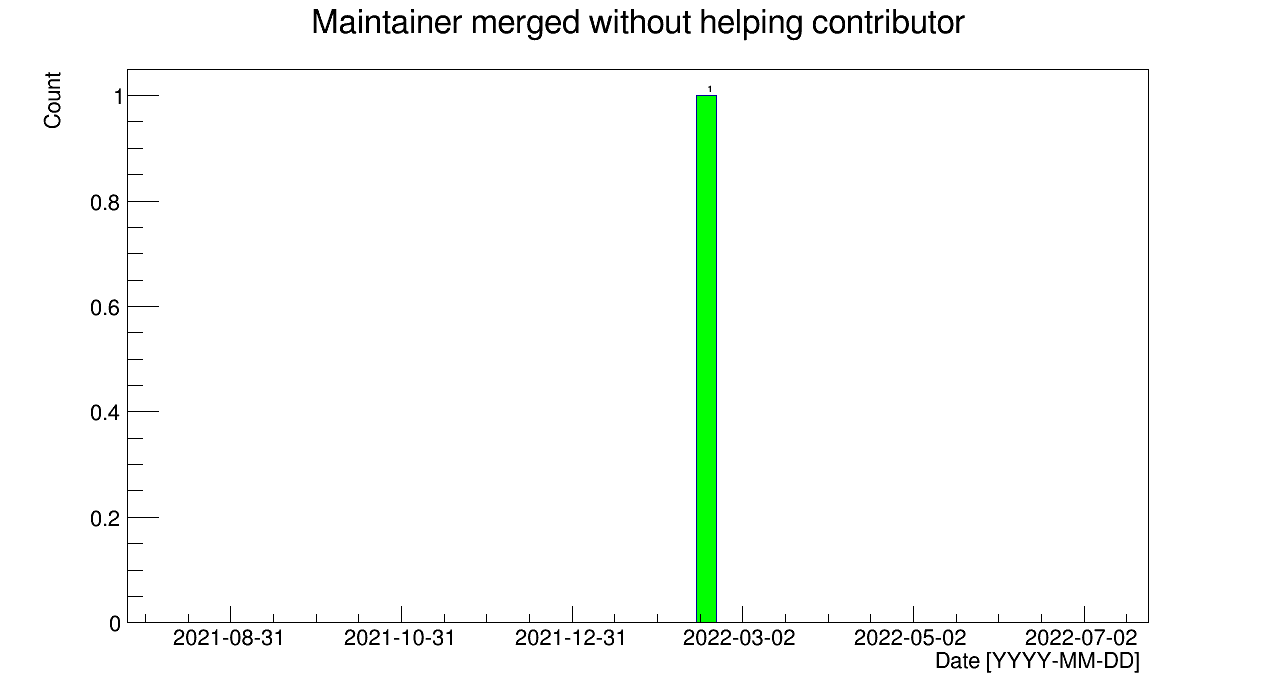 Maintainer merged without helping contributor
Count
1
1
0.8
0.6
0.4
0.2
0
2021-08-31 2021-10-31 2021-12-31 2022-03-02 2022-05-02 2022-07-02
Date [YYYY-MM-DD]